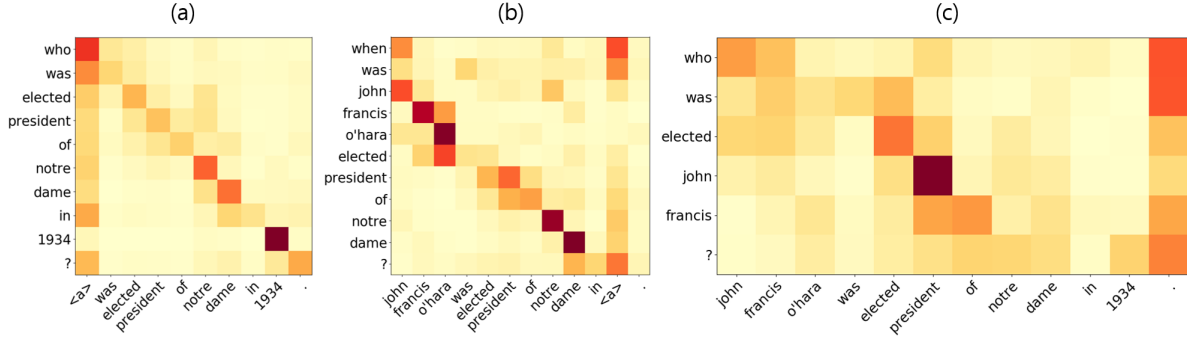 (a)
(b)
(c)
who
was
elected
president
of
notre
dame
in
1934
?
<a>
was
elected
president
of
notre
dame
in
1934
.
when
was
john
francis
o'hara
elected
president
of
notre
dame
?
john
francis
o'hara
was
elected
president
of
notre
dame
in
<a>
.
who
was
elected
john
francis
?
john
francis
o'hara
was
elected
president
of
notre
dame
in
1934
.